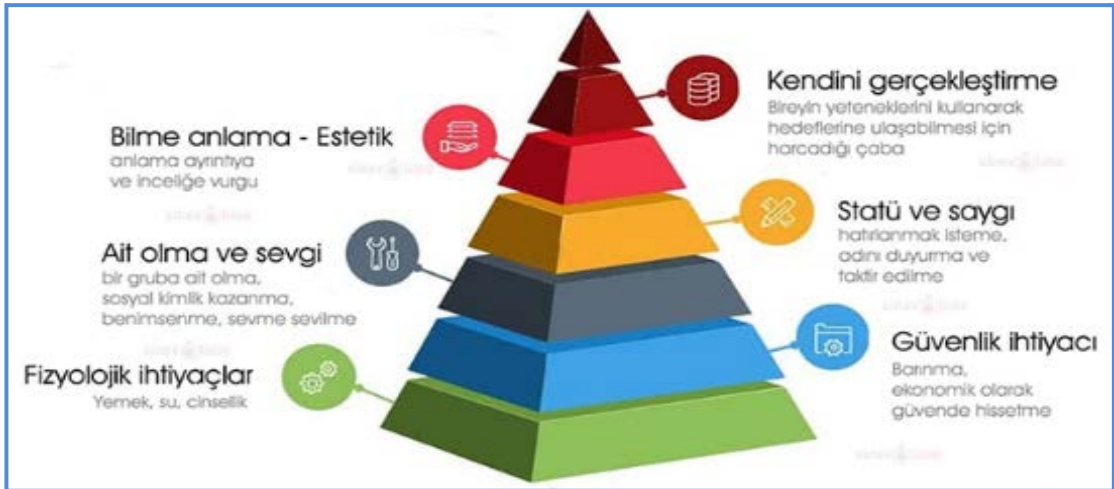 Kendini gerçekleştirme
Bireyin yeteneklerini kullanarak
hedeflerine ulaşabilmesi için
harcadığı çaba
Bilme anlama - Estetik
anlama ayrıntıya
ve inceliğe vurgu
Statü ve saygı
hatırlanmak isteme,
adını duyurma ve
taktir edilme
Ait olma ve sevgi
bir gruba ait olma,
sosyal kimlik kazanma,
benimsenme, sevme sevilme
Güvenlik ihtiyacı
Barınma,
ekonomik olarak
güvende hissetme
Fizyolojik ihtiyaçlar
Yemek, su, cinsellik